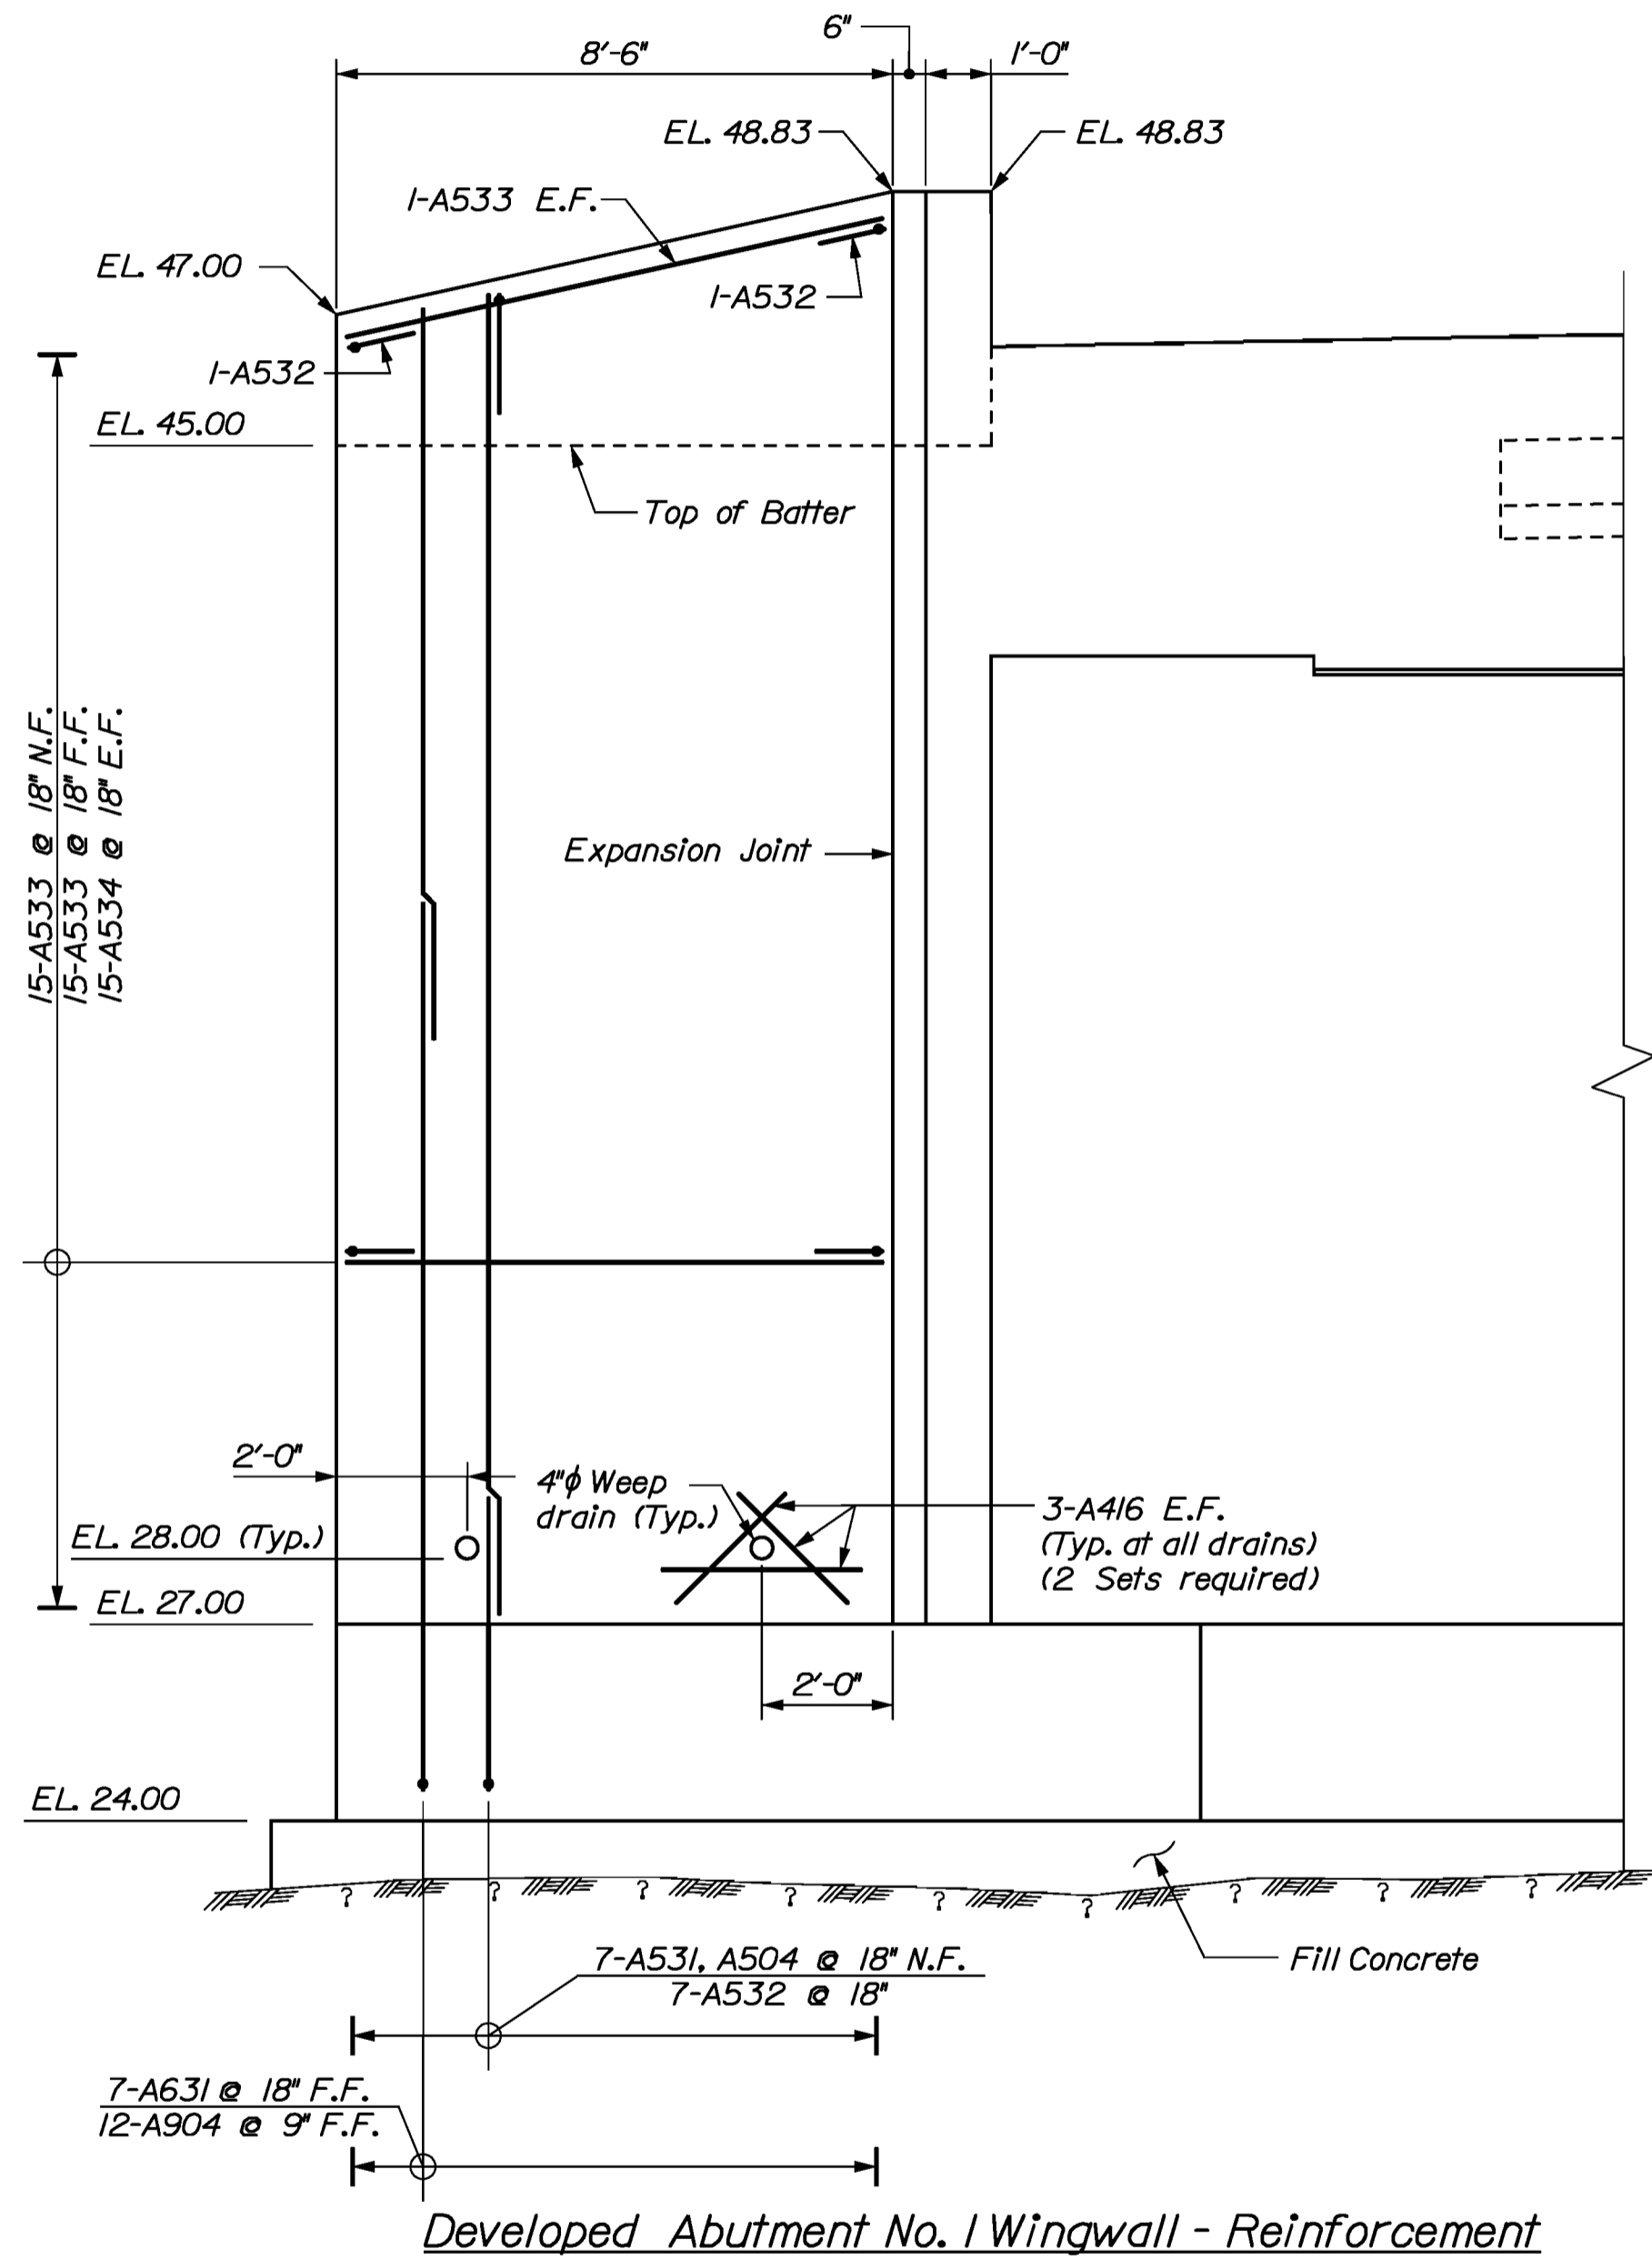 6"
8'-6"
1'-0"
EL. 48.83
EL. 48.83
1-A533 E.F.
EL. 47.00
1-A532
1-A532
EL. 45.00
Top of Batter
15-A533 @ 18" N.F.
15-A533 @ 18" F.F.
15-A534 @ 18" E.F.
Expansion Joint
2'-0"
4"ϕ Weep
drain (Typ.)
3-A416 E.F.
(Typ. at all drains)
(2 Sets required)
EL. 28.00 (Typ.)
EL. 27.00
2'-0"
EL. 24.00
? ? ? ? ? ? ? ? ?
7-A531, A504 @ 18" N.F.
7-A532 @ 18"
Fill Concrete
7-A631 @ 18" F.F.
12-A904 @ 9" F.F.
Developed Abutment No. 1 Wingwall - Reinforcement